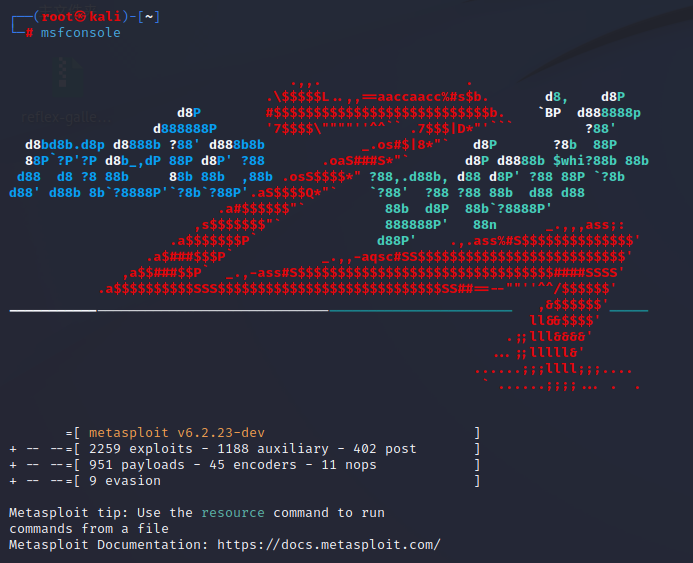 ┌──(root㉿kali)-[~]
└─# msfconsole
reflex-galle...
=[ metasploit v6.2.23-dev ]
+ -- --=[ 2259 exploits - 1188 auxiliary - 402 post ]
+ -- --=[ 951 payloads - 45 encoders - 11 nops ]
+ -- --=[ 9 evasion ]
Metasploit tip: Use the resource command to run
commands from a file
Metasploit Documentation: https://docs.metasploit.com/